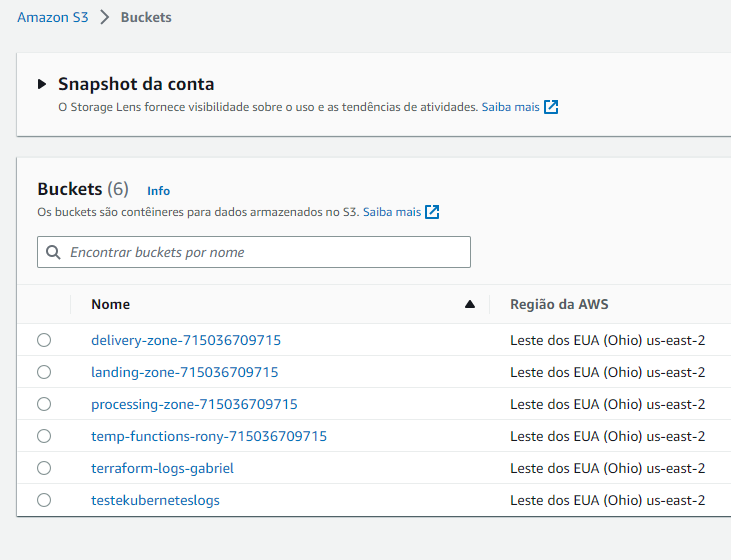 Amazon S3 > Buckets
Snapshot da conta
O Storage Lens fornece visibilidade sobre o uso e as tendências de atividades. Saiba mais
Buckets (6) Info
Os buckets são contêineres para dados armazenados no S3. Saiba mais
Encontrar buckets por nome
Nome Região da AWS
delivery-zone-715036709715 Leste dos EUA (Ohio) us-east-2
landing-zone-715036709715 Leste dos EUA (Ohio) us-east-2
processing-zone-715036709715 Leste dos EUA (Ohio) us-east-2
temp-functions-rony-715036709715 Leste dos EUA (Ohio) us-east-2
terraform-logs-gabriel Leste dos EUA (Ohio) us-east-2
testekuberneteslogs Leste dos EUA (Ohio) us-east-2